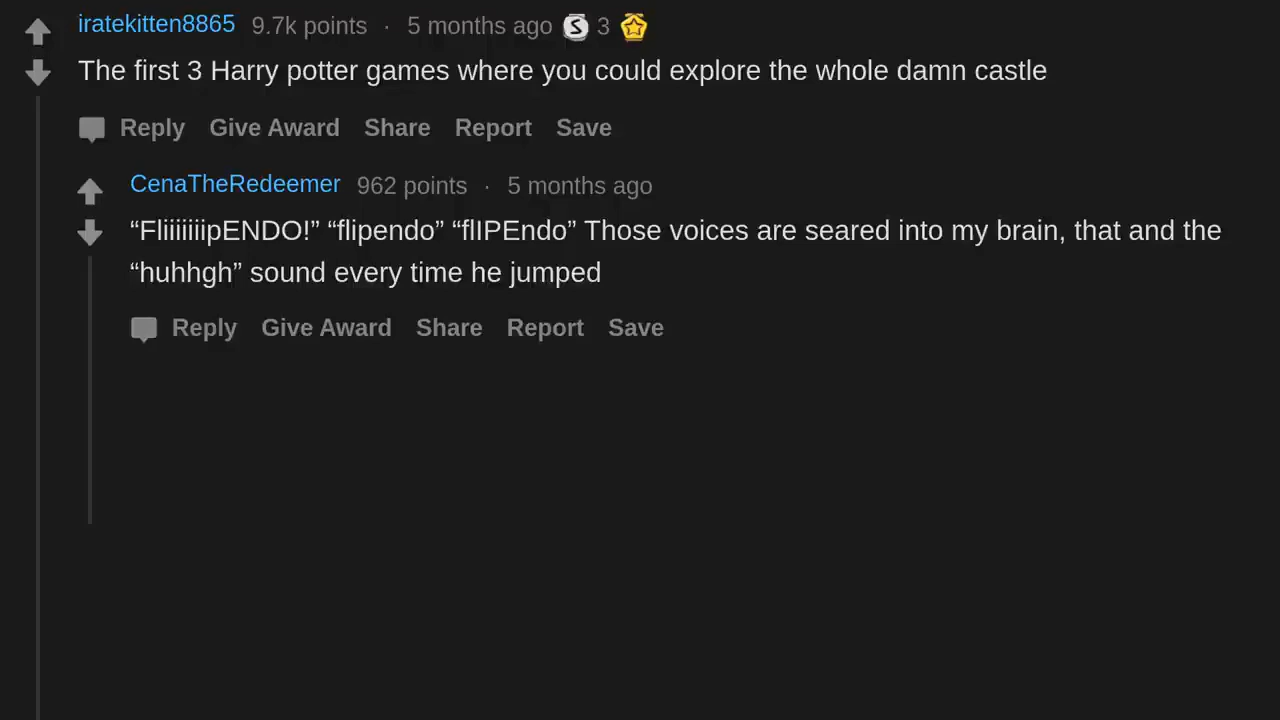 iratekitten8865 9.7k points · 5 months ago S 3
The first 3 Harry potter games where you could explore the whole damn castle
Reply Give Award Share Report Save
CenaTheRedeemer 962 points · 5 months ago
“FliiiiiiipENDO!” “flipendo” “flIPEndo” Those voices are seared into my brain, that and the
“huhhgh” sound every time he jumped
Reply Give Award Share Report Save